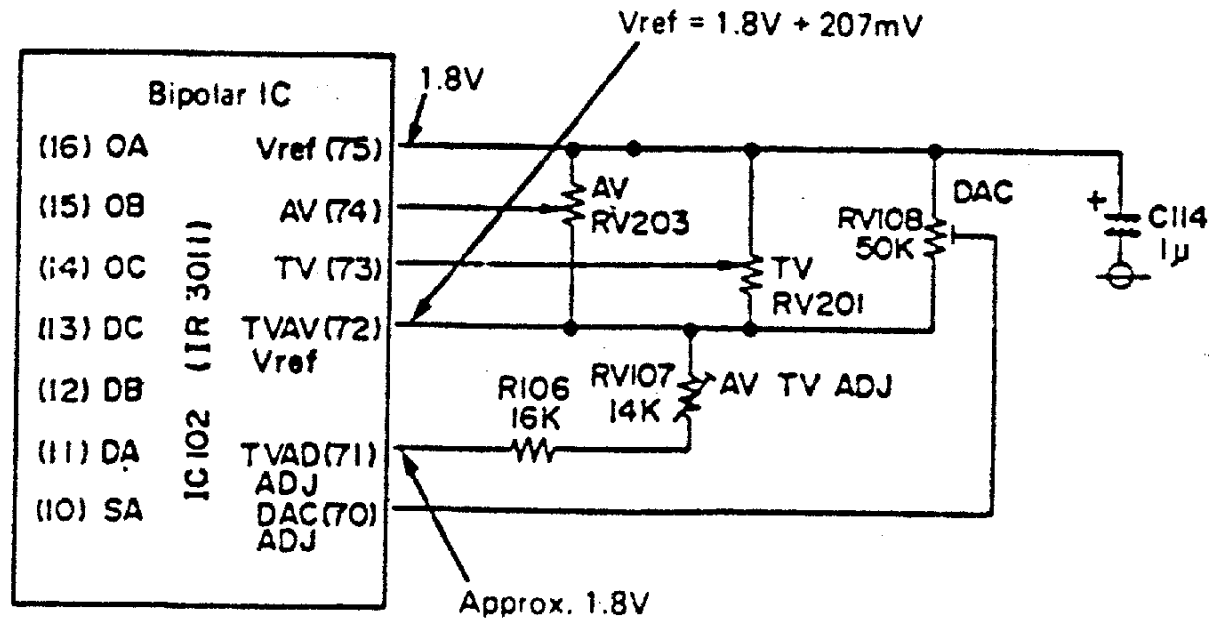 Vref = 1.8V + 207mV
1.8V
Bipolar IC
(16) OA
Vref (75)
(15) OB
AV (74)
(14) OC
TV (73)
(13) DC
TVAV (72)
Vref
(12) DB
(11) DA
TVAD (71)
ADJ
(10) SA
DAC (70)
ADJ
IC102 (IR 3011)
AV
RV203
TV
RV201
DAC
RV108
50K
+
C114
1μ
R106
16K
RV107
14K
AV TV ADJ
Approx. 1.8V